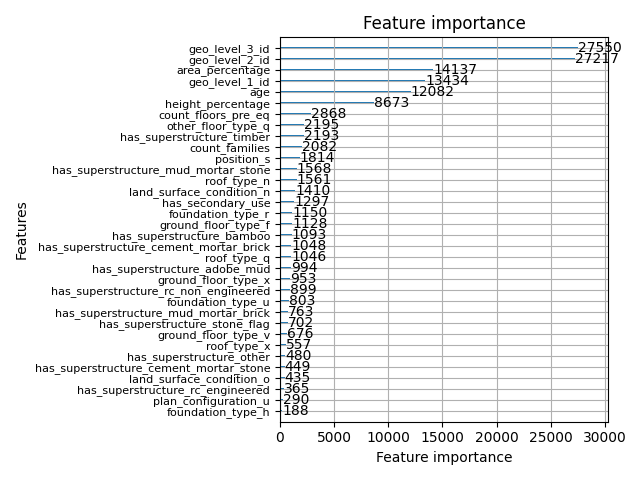 Feature importance
geo_level_3_id 27550
geo_level_2_id 27217
area_percentage 14137
geo_level_1_id 13434
age 12082
height_percentage 8673
count_floors_pre_eq 2868
other_floor_type_q 2195
has_superstructure_timber 2193
count_families 2082
position_s 1814
has_superstructure_mud_mortar_stone 1568
roof_type_n 1561
land_surface_condition_n 1410
has_secondary_use 1297
foundation_type_r 1150
ground_floor_type_f 1128
has_superstructure_bamboo 1093
has_superstructure_cement_mortar_brick 1048
roof_type_q 1046
has_superstructure_adobe_mud 994
ground_floor_type_x 953
has_superstructure_rc_non_engineered 899
foundation_type_u 803
has_superstructure_mud_mortar_brick 763
has_superstructure_stone_flag 702
ground_floor_type_v 676
roof_type_x 557
has_superstructure_other 480
has_superstructure_cement_mortar_stone 449
land_surface_condition_o 435
has_superstructure_rc_engineered 365
plan_configuration_u 290
foundation_type_h 188
0 5000 10000 15000 20000 25000 30000
Feature importance
Features